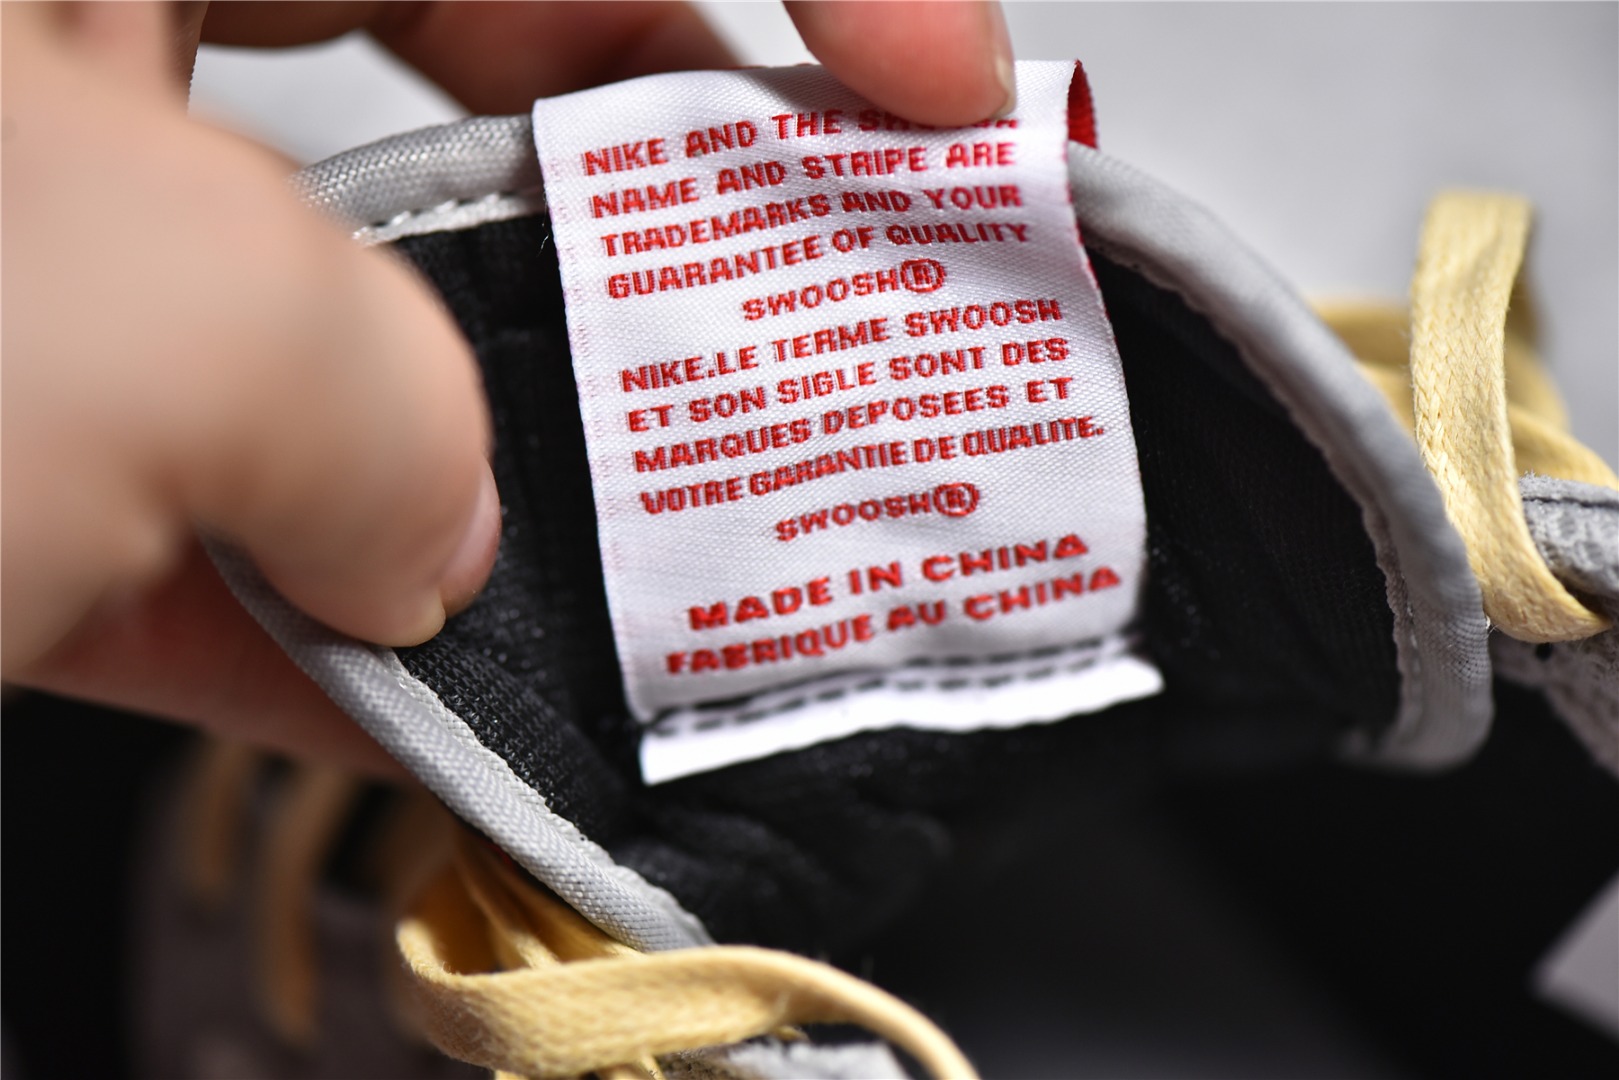 NIKE AND THE
NAME AND STRIPE ARE
TRADEMARKS AND YOUR
GUARANTEE OF QUALITY
SWOOSH®
NIKE.LE TERME SWOOSH
ET SON SIGLE SONT DES
MARQUES DEPOSEES ET
VOTRE GARANTIE DE QUALITE.
SWOOSH®
MADE IN CHINA
FABRIQUE AU CHINA